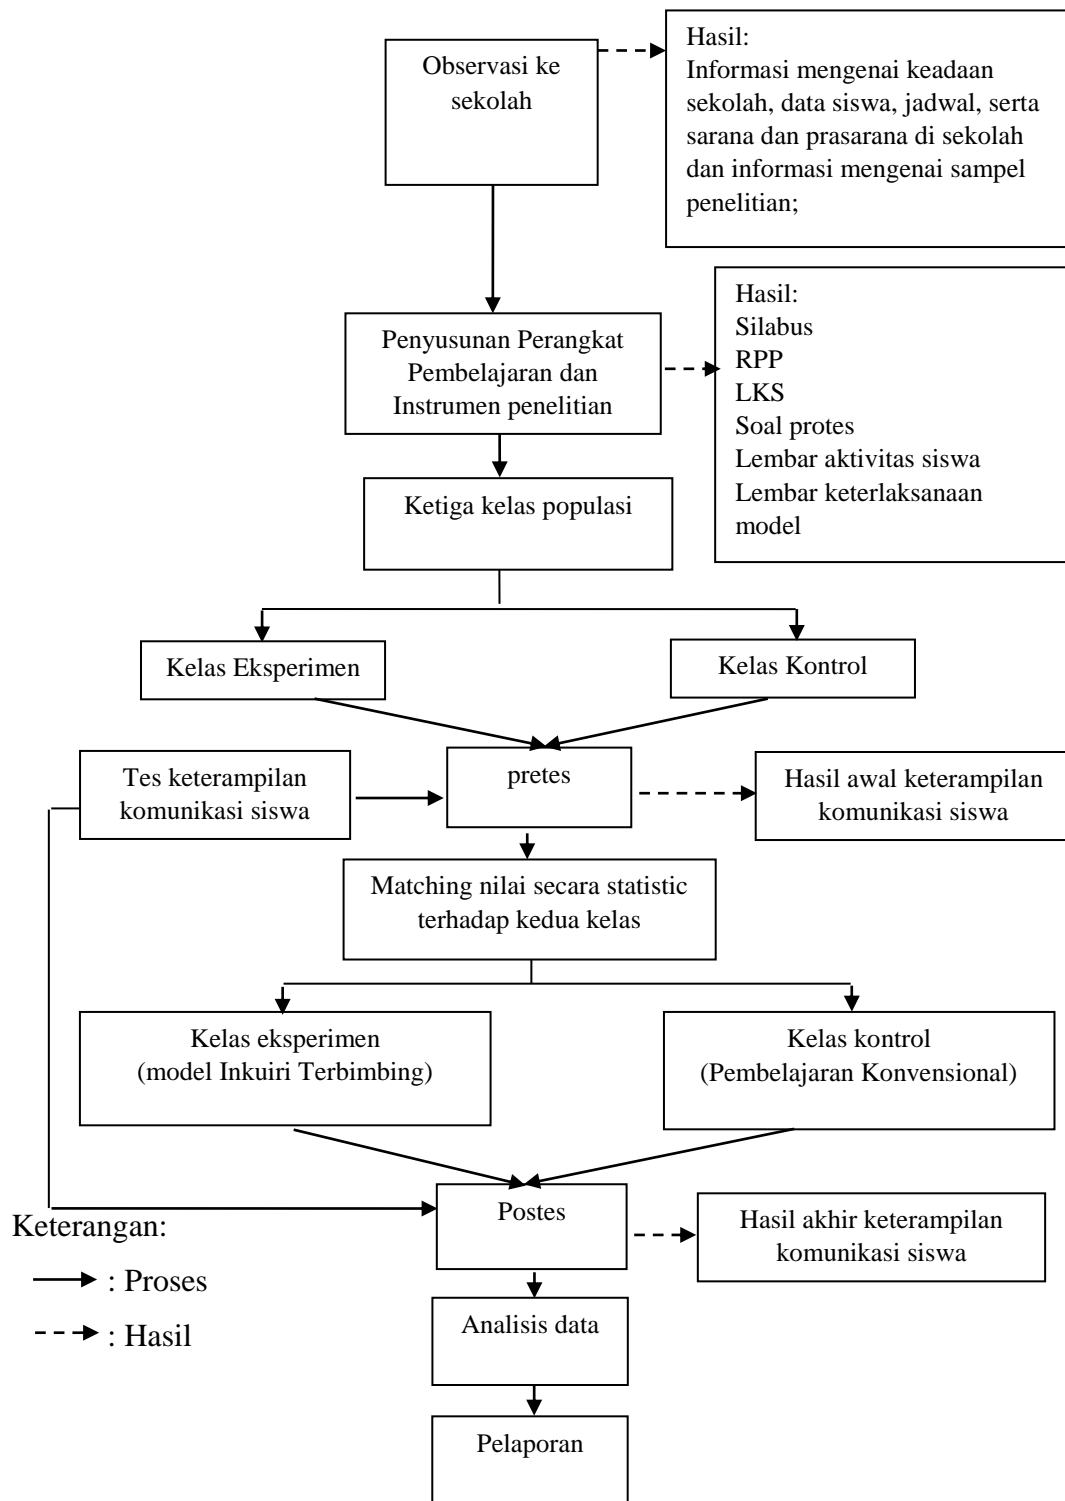 Observasi ke
sekolah
Hasil:
Informasi mengenai keadaan
sekolah, data siswa, jadwal, serta
sarana dan prasarana di sekolah
dan informasi mengenai sampel
penelitian;
Penyusunan Perangkat
Pembelajaran dan
Instrumen penelitian
Hasil:
Silabus
RPP
LKS
Soal protes
Lembar aktivitas siswa
Lembar keterlaksanaan
model
Ketiga kelas populasi
Kelas Eksperimen
Kelas Kontrol
Tes keterampilan
komunikasi siswa
pretes
Hasil awal keterampilan
komunikasi siswa
Matching nilai secara statistic
terhadap kedua kelas
Kelas eksperimen
(model Inkuiri Terbimbing)
Kelas kontrol
(Pembelajaran Konvensional)
Postes
Hasil akhir keterampilan
komunikasi siswa
Keterangan:
: Proses
: Hasil
Analisis data
Pelaporan